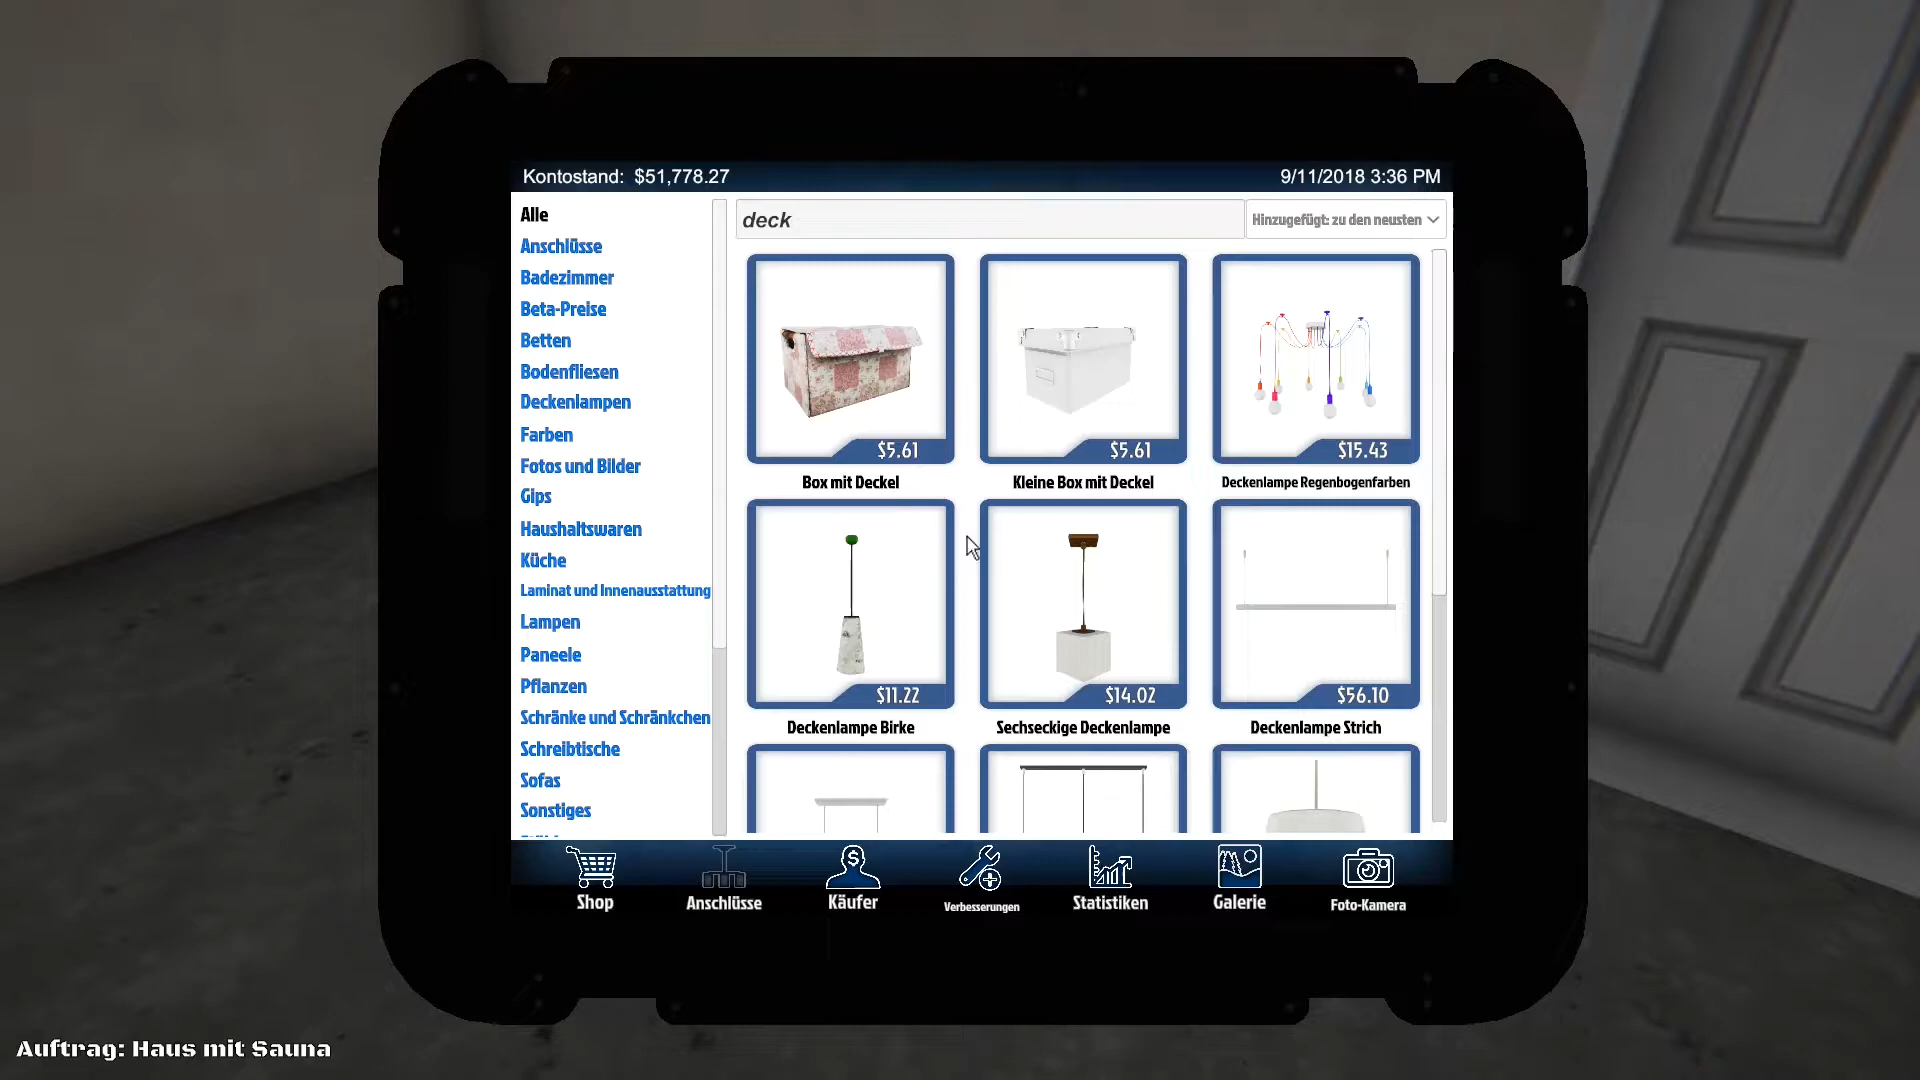 Kontostand: $51,778.27
9/11/2018 3:36 PM
Alle
Anschlüsse
Badezimmer
Beta-Preise
Betten
Bodenfliesen
Deckenlampen
Farben
Fotos und Bilder
Gips
Haushaltswaren
Küche
Laminat und Innenausstattung
Lampen
Paneele
Pflanzen
Schränke und Schränkchen
Schreibtische
Sofas
Sonstiges
deck
Hinzugefügt: zu den neusten
$5.61
$5.61
$15.43
Box mit Deckel
Kleine Box mit Deckel
Deckenlampe Regenbogenfarben
$11.22
$14.02
$56.10
Deckenlampe Birke
Sechseckige Deckenlampe
Deckenlampe Strich
Shop
Anschlüsse
Käufer
Verbesserungen
Statistiken
Galerie
Foto-Kamera
Auftrag: Haus mit Sauna